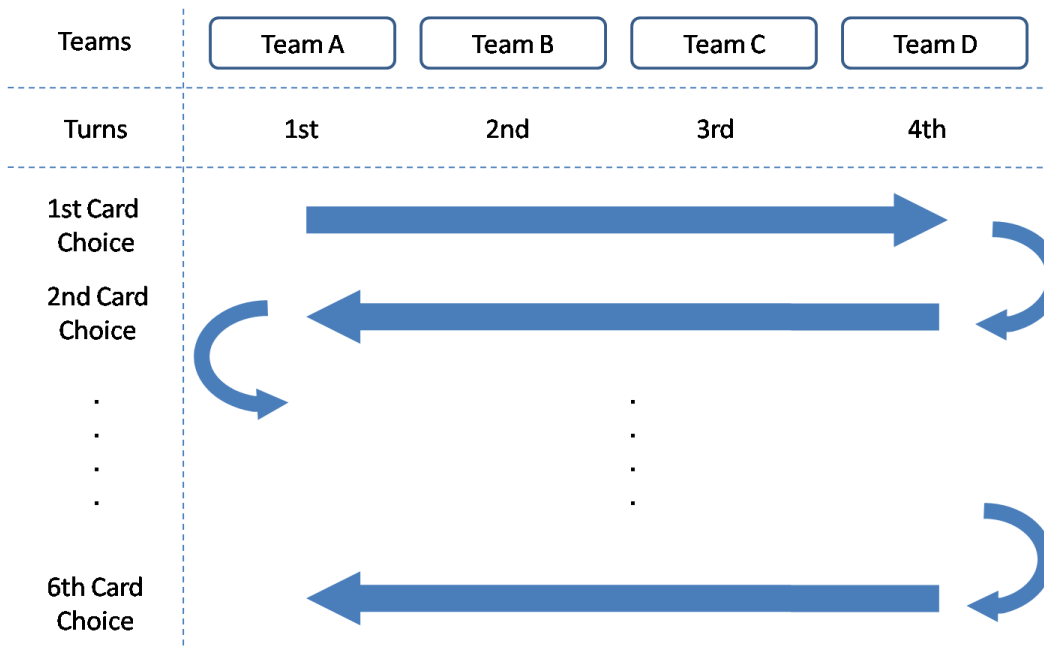 Teams Team A Team B Team C Team D
Turns 1st 2nd 3rd 4th
1st Card
Choice
2nd Card
Choice
. .
. .
. .
. .
6th Card
Choice